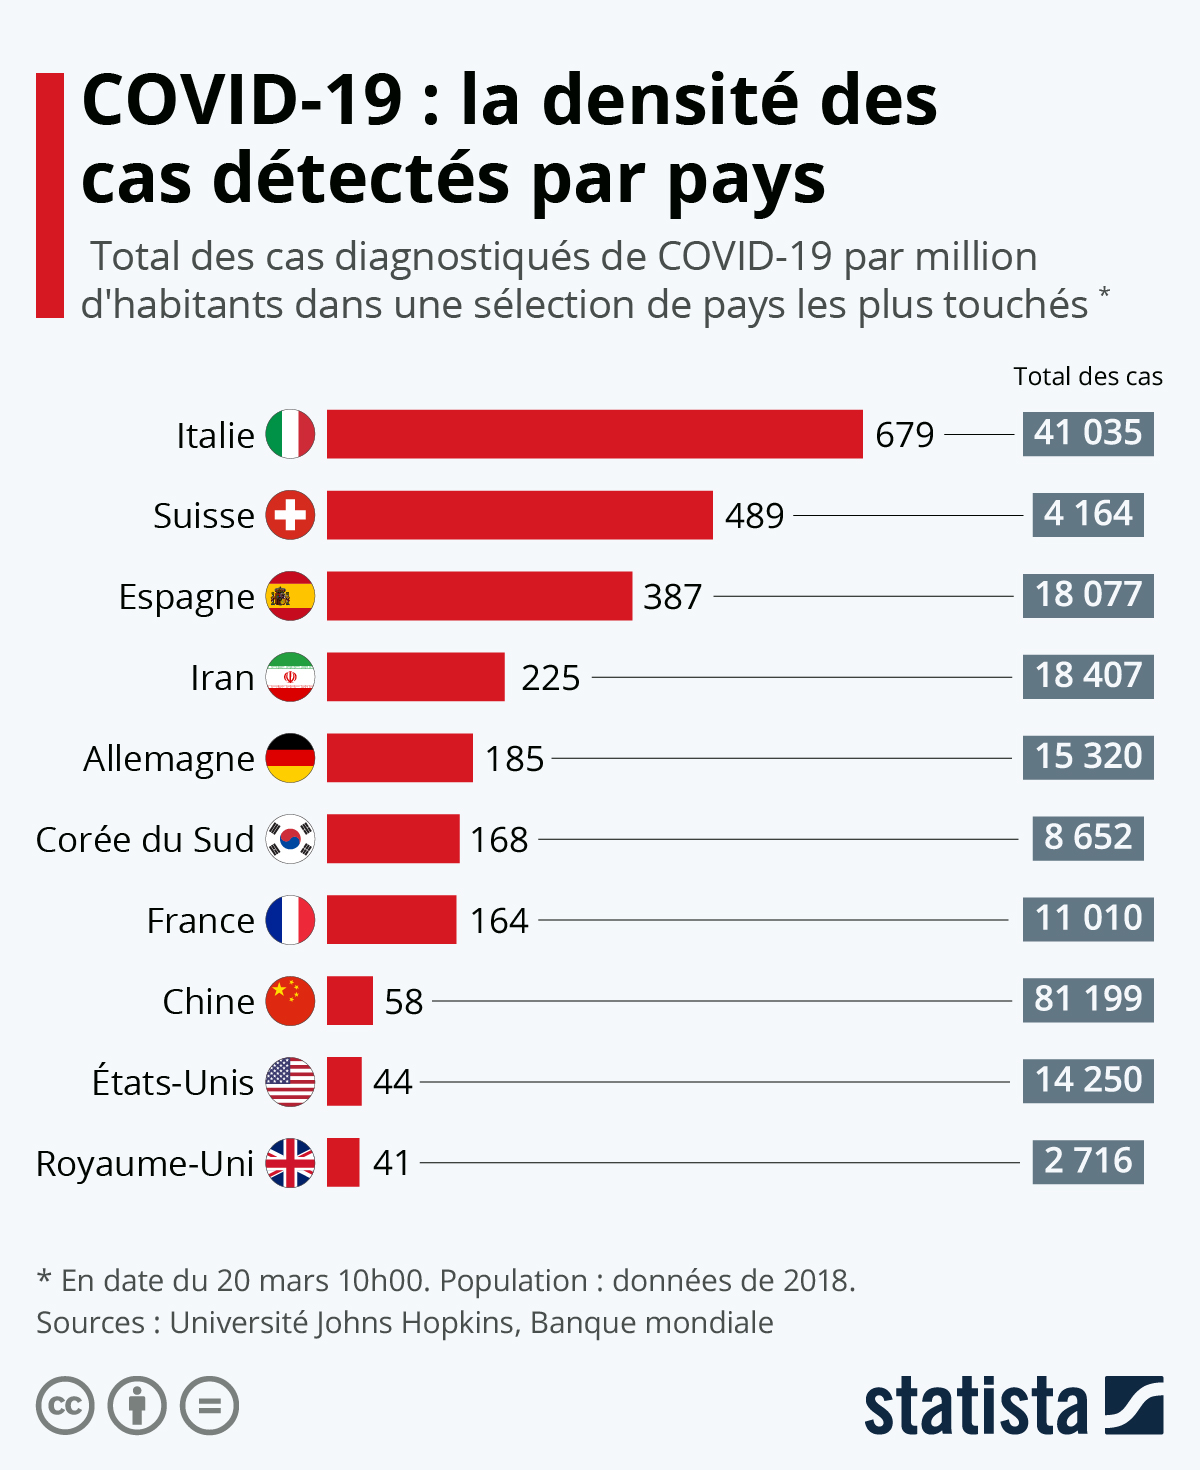 COVID-19 : la densité des
cas détectés par pays
Total des cas diagnostiqués de COVID-19 par million
d'habitants dans une sélection de pays les plus touchés *
Total des cas
Italie 679 41 035
Suisse 489 4 164
Espagne 387 18 077
Iran 225 18 407
Allemagne 185 15 320
Corée du Sud 168 8 652
France 164 11 010
Chine 58 81 199
États-Unis 44 14 250
Royaume-Uni 41 2 716
* En date du 20 mars 10h00. Population : données de 2018.
Sources : Université Johns Hopkins, Banque mondiale
cc
statista